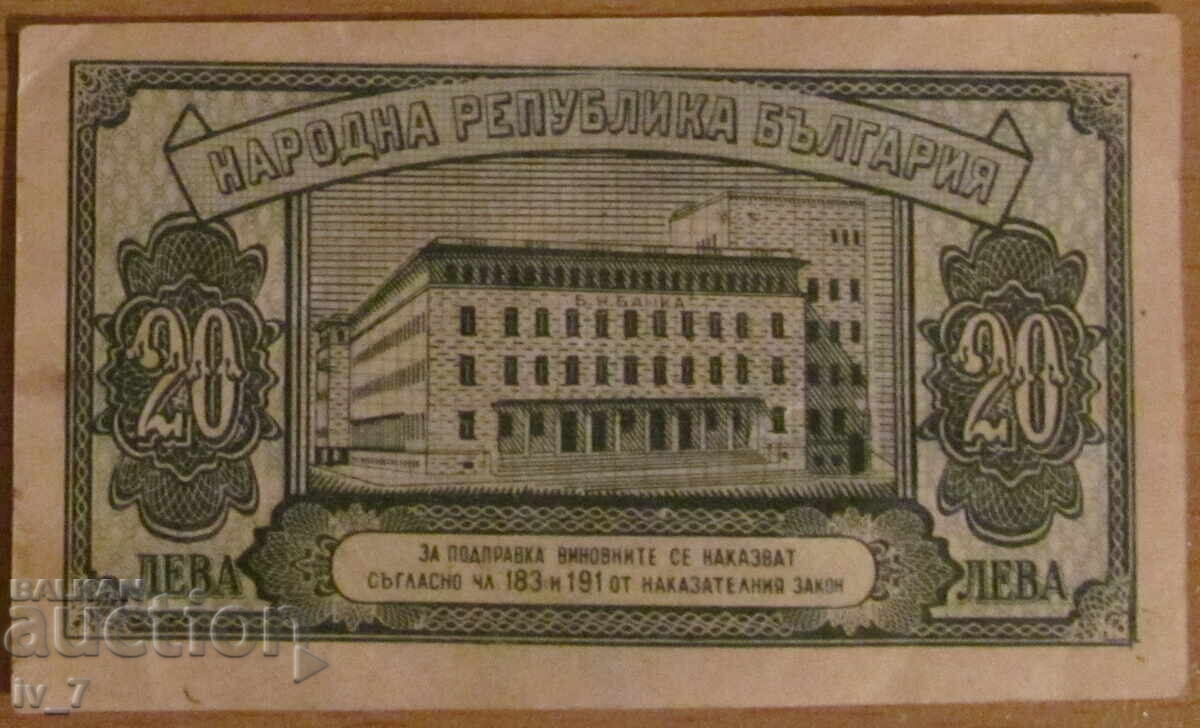 НАРОДНА РЕПУБЛИКА БЪЛГАРИЯ
Б. Н. БАНКА
20
20
ЛЕВА
ЛЕВА
ЗА ПОДПРАВКА ВИНОВНИТЕ СЕ НАКАЗВАТ
СЪГЛАСНО ЧЛ 183 И 191 ОТ НАКАЗАТЕЛНИЯ ЗАКОН
BALKAN
auction
iv_7